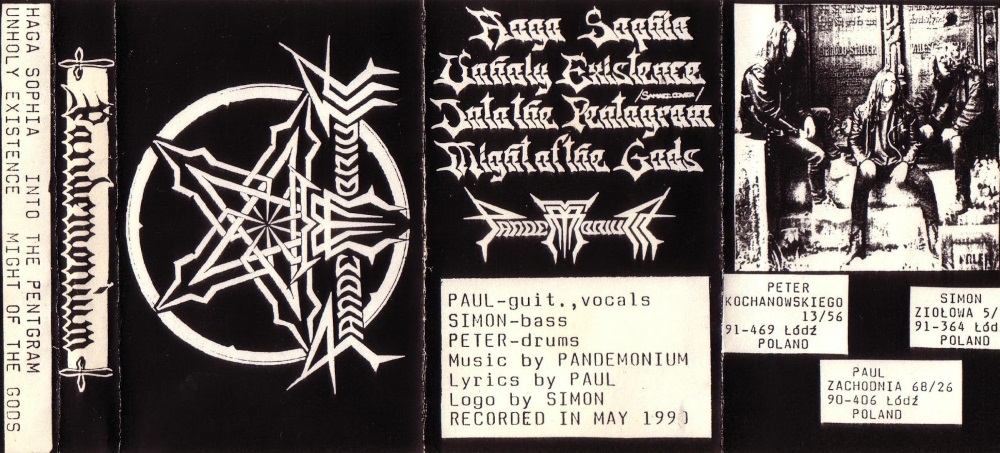 HAGA SOPHIA INTO THE PENTGRAM
UNHOLY EXISTENCE MIGHT OF THE GODS
Pandemonium
PANDEMONIUM
Haga Sophia
Unholy Existence
/SAMAEL COVER/
Into the Pentagram
Might of the Gods
PANDEMONIUM
PAUL-guit,,vocals
SIMON-bass
PETER-drums
Music by PANDEMONIUM
Lyrics by PAUL
Logo by SIMON
RECORDED IN MAY 1990
PETER
KOCHANOWSKIEGO
13/56
91-469 Łódź
POLAND
SIMON
ZIOŁOWA 5/
91-364 Łód
POLAND
PAUL
ZACHODNIA 68/26
90-406 Łódź
POLAND